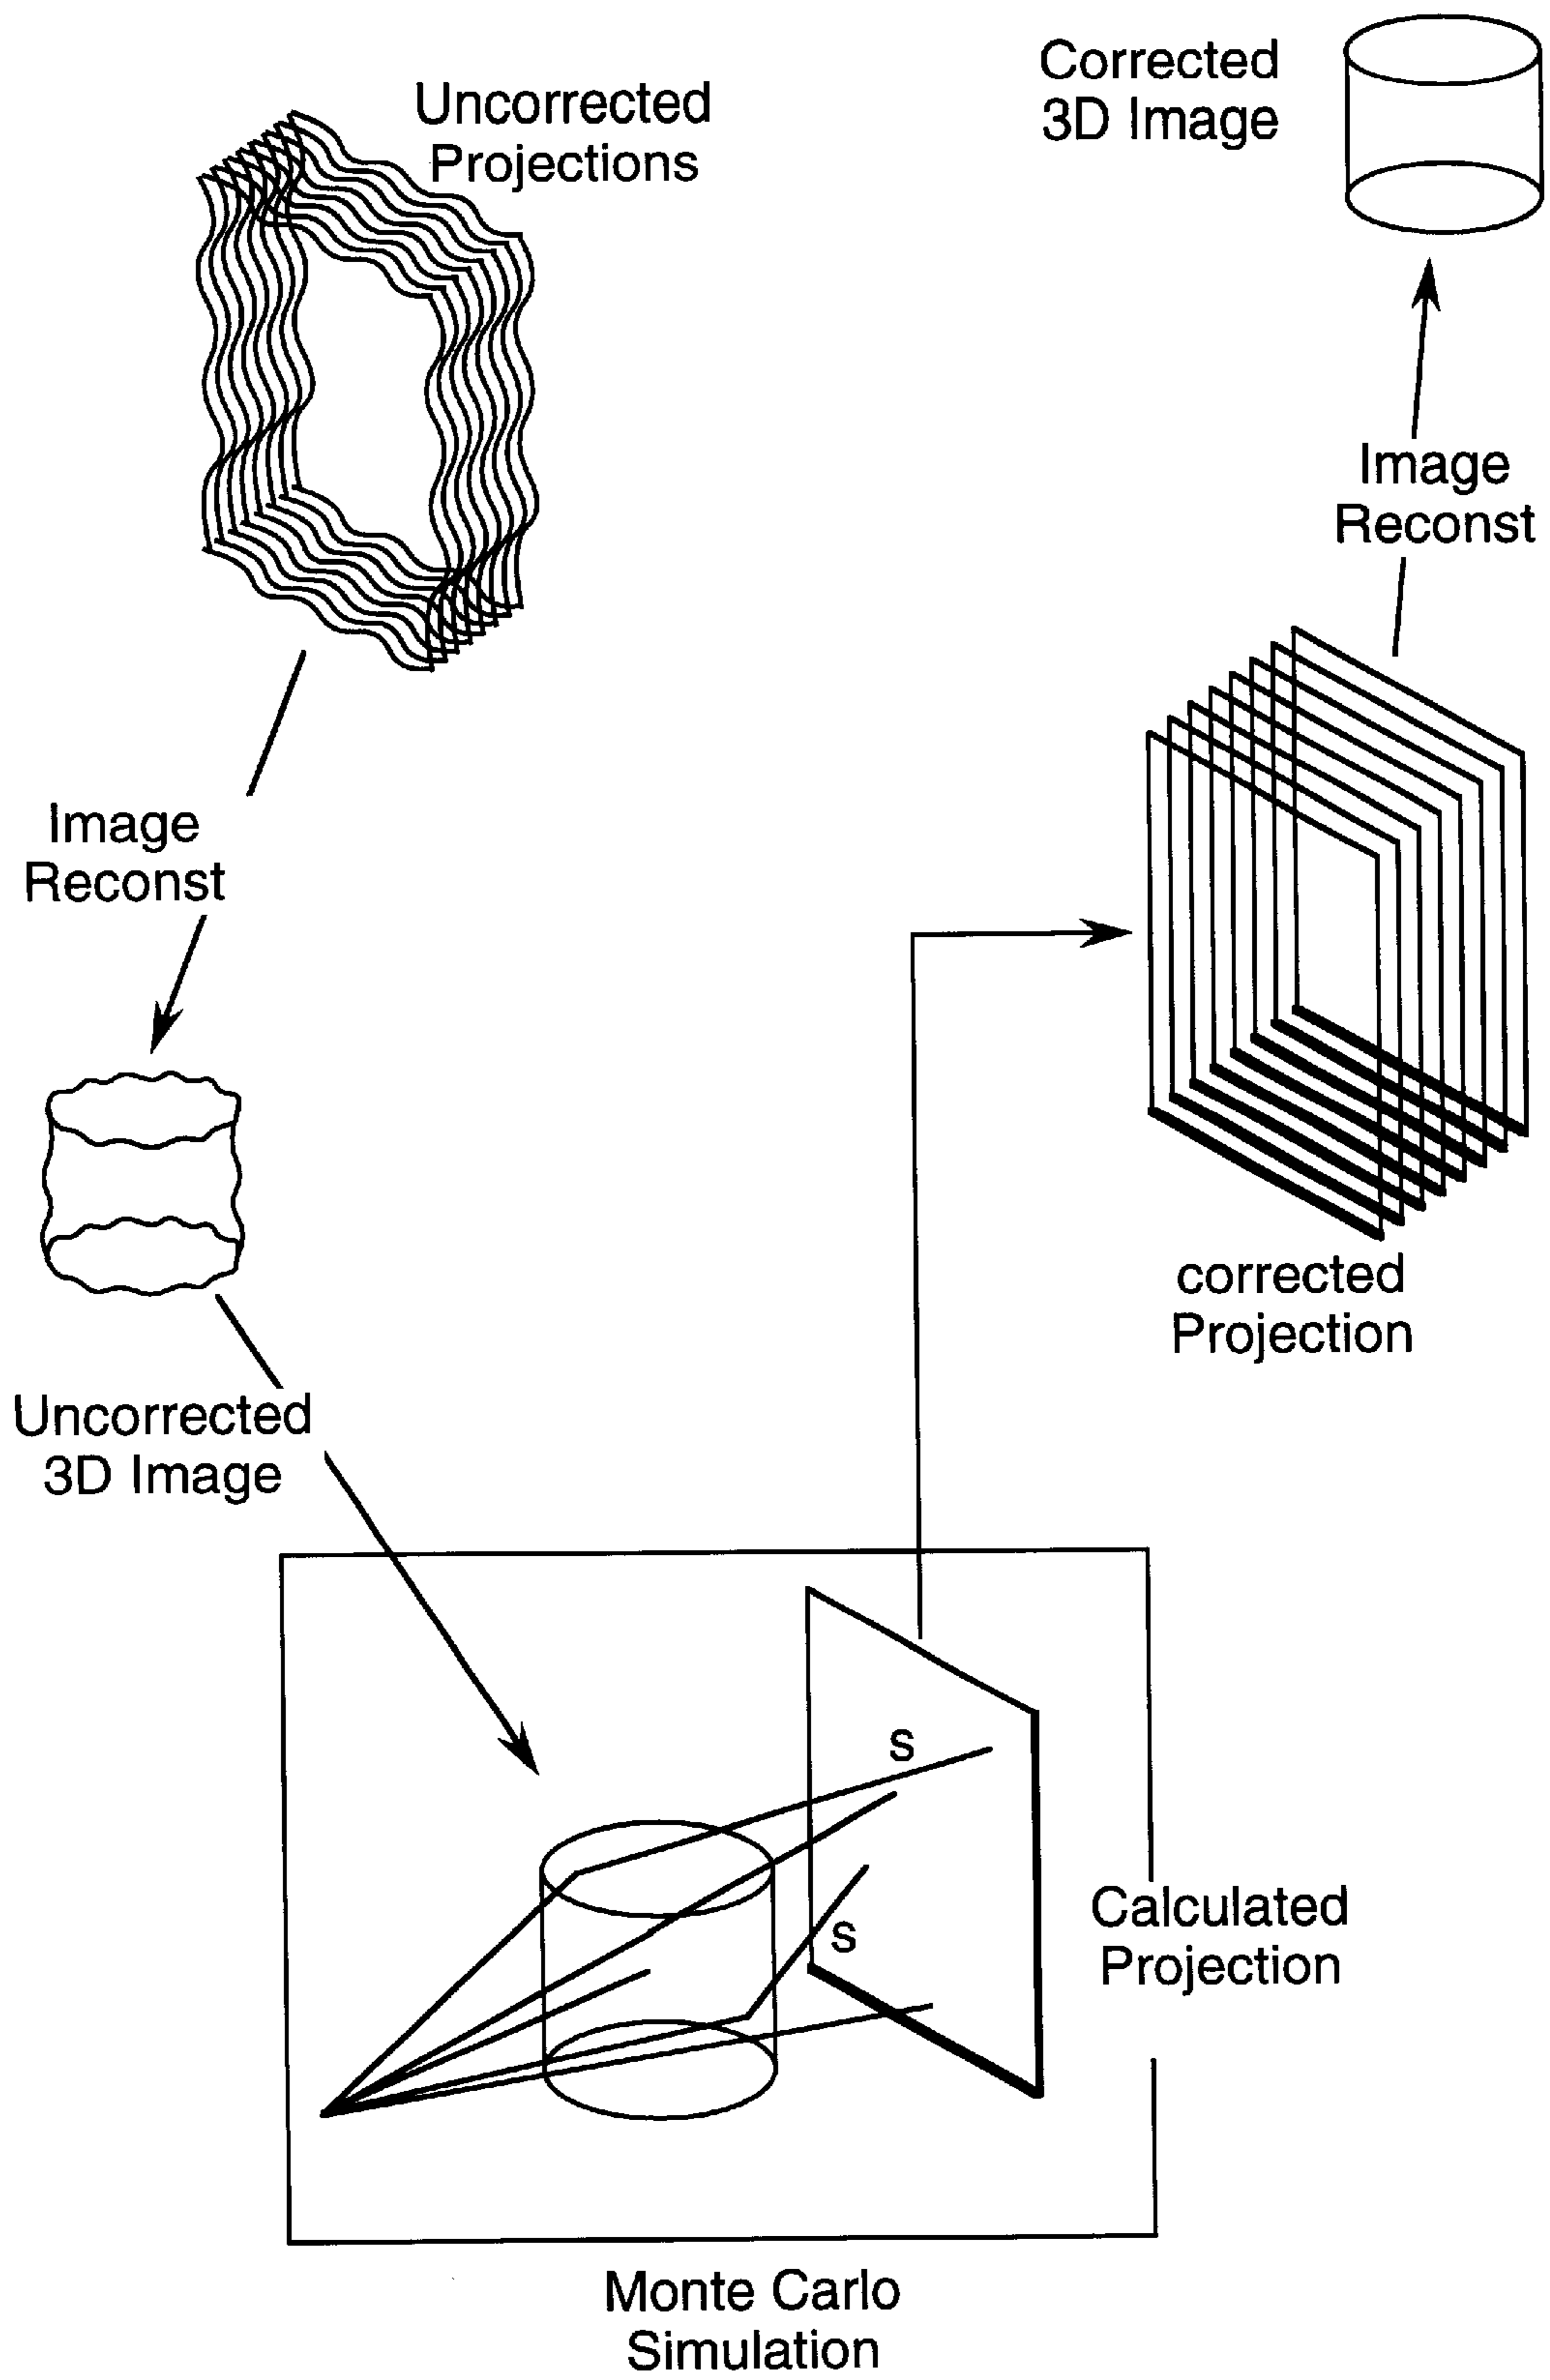 Uncorrected
Projections
Corrected
3D Image
Image
Reconst
Image
Reconst
corrected
Projection
Uncorrected
3D Image
S
S
Calculated
Projection
Monte Carlo
Simulation